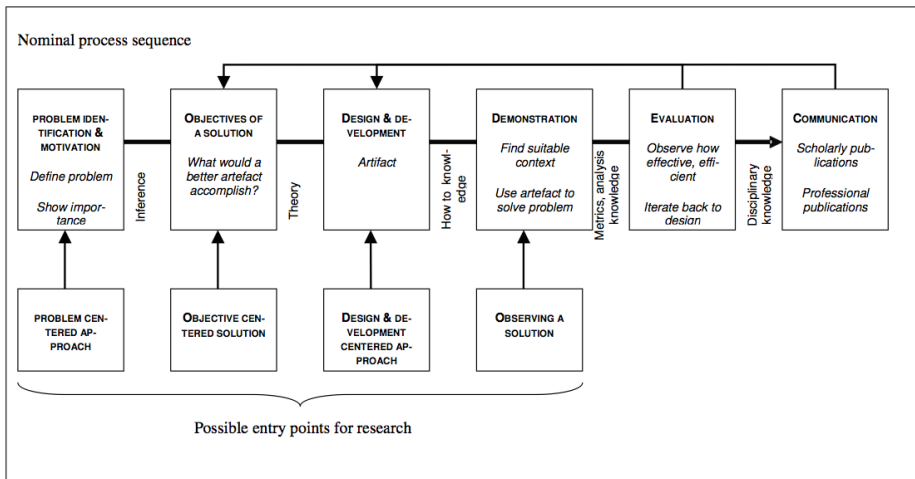 Nominal process sequence
PROBLEM IDEN-
TIFICATION &
MOTIVATION
Define problem
Show impor-
tance
Inference
OBJECTIVES OF
A SOLUTION
What would a
better artefact
accomplish?
Theory
DESIGN & DE-
VELOPMENT
Artifact
How to knowl-
edge
DEMONSTRATION
Find suitable
context
Use artefact to
solve problem
Metrics, analysis
knowledge
EVALUATION
Observe how
effective, effi-
cient
Iterate back to
design
Disciplinary
knowledge
COMMUNICATION
Scholarly pub-
lications
Professional
publications
PROBLEM CEN-
TERED AP-
PROACH
OBJECTIVE CEN-
TERED SOLUTION
DESIGN & DE-
VELOPMENT
CENTERED AP-
PROACH
OBSERVING A
SOLUTION
Possible entry points for research